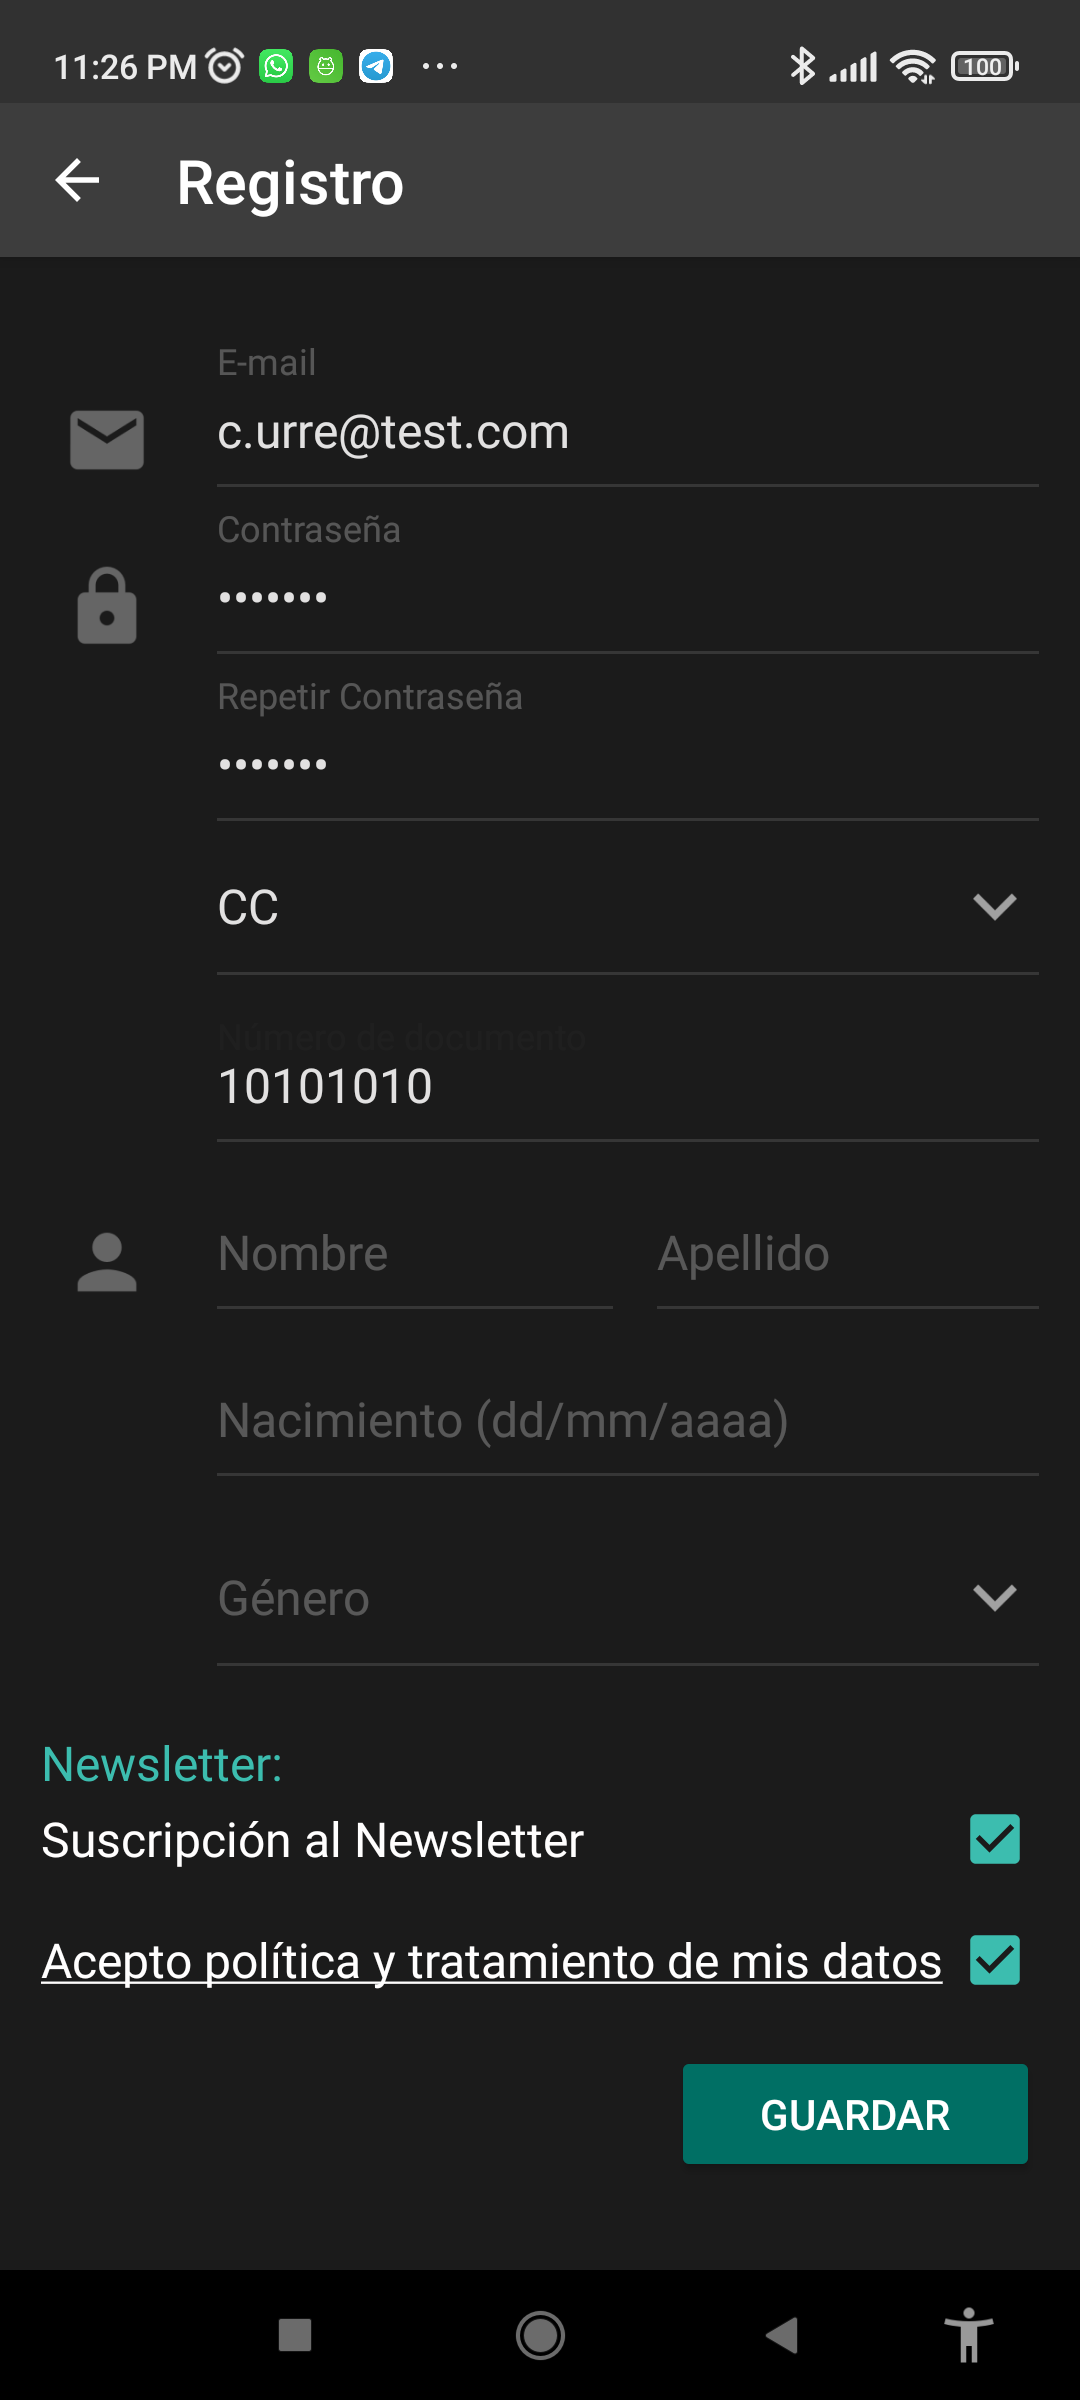 11:26 PM
100
Registro
E-mail
c.urre@test.com
Contraseña
•••••••
Repetir Contraseña
•••••••
CC
Número de documento
10101010
Nombre
Apellido
Nacimiento (dd/mm/aaaa)
Género
Newsletter:
Suscripción al Newsletter
Acepto política y tratamiento de mis datos
GUARDAR